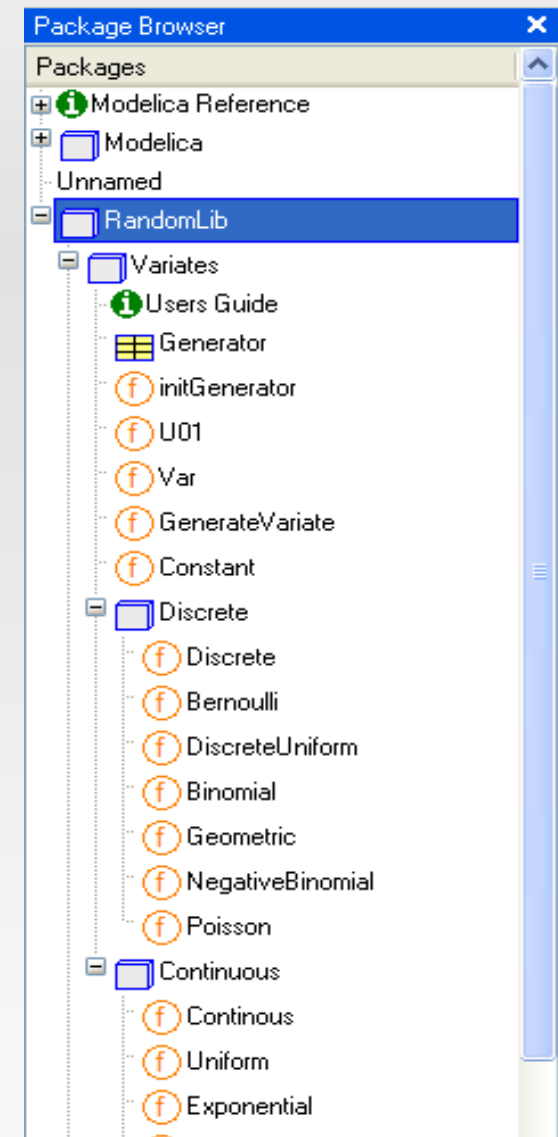 Package Browser
Packages
Modelica Reference
Modelica
Unnamed
RandomLib
Variates
Users Guide
Generator
initGenerator
U01
Var
GenerateVariate
Constant
Discrete
Discrete
Bernoulli
DiscreteUniform
Binomial
Geometric
NegativeBinomial
Poisson
Continuous
Continous
Uniform
Exponential